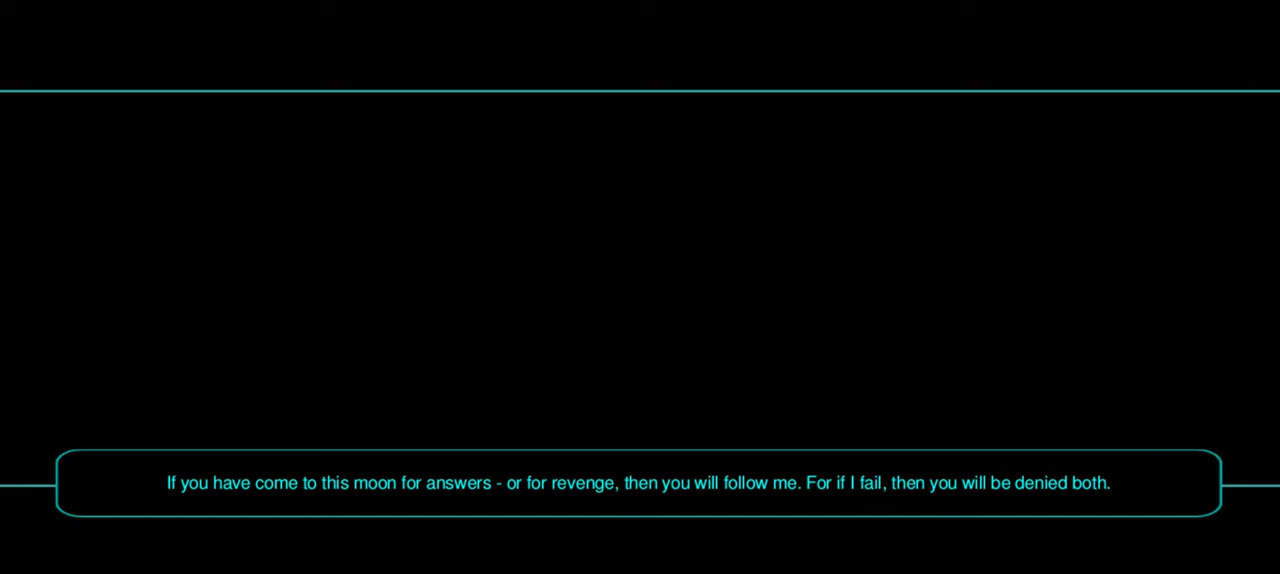 If you have come to this moon for answers - or for revenge, then you will follow me. For if I fail, then you will be denied both.